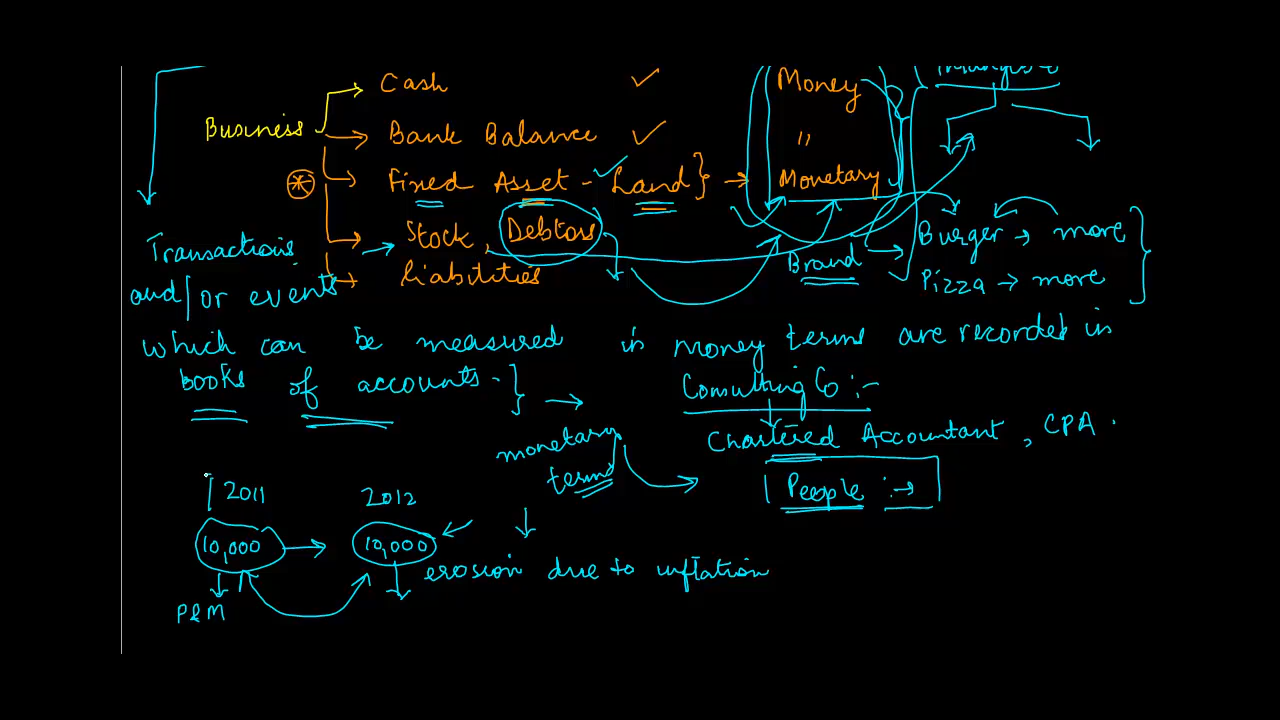 Cash Money
Business Bank Balance "
Fixed Asset - Land } Monetary
Stock, Debtors Burger → more
Transactions liabilities Brand Pizza → more
and/or events
which can be measured in money terms are recorded in
books of accounts. Consulting Co :-
monetary Chartered Accountant, CPA.
terms People :→
2011 2012
10,000 → 10,000
erosion due to inflation
P&M